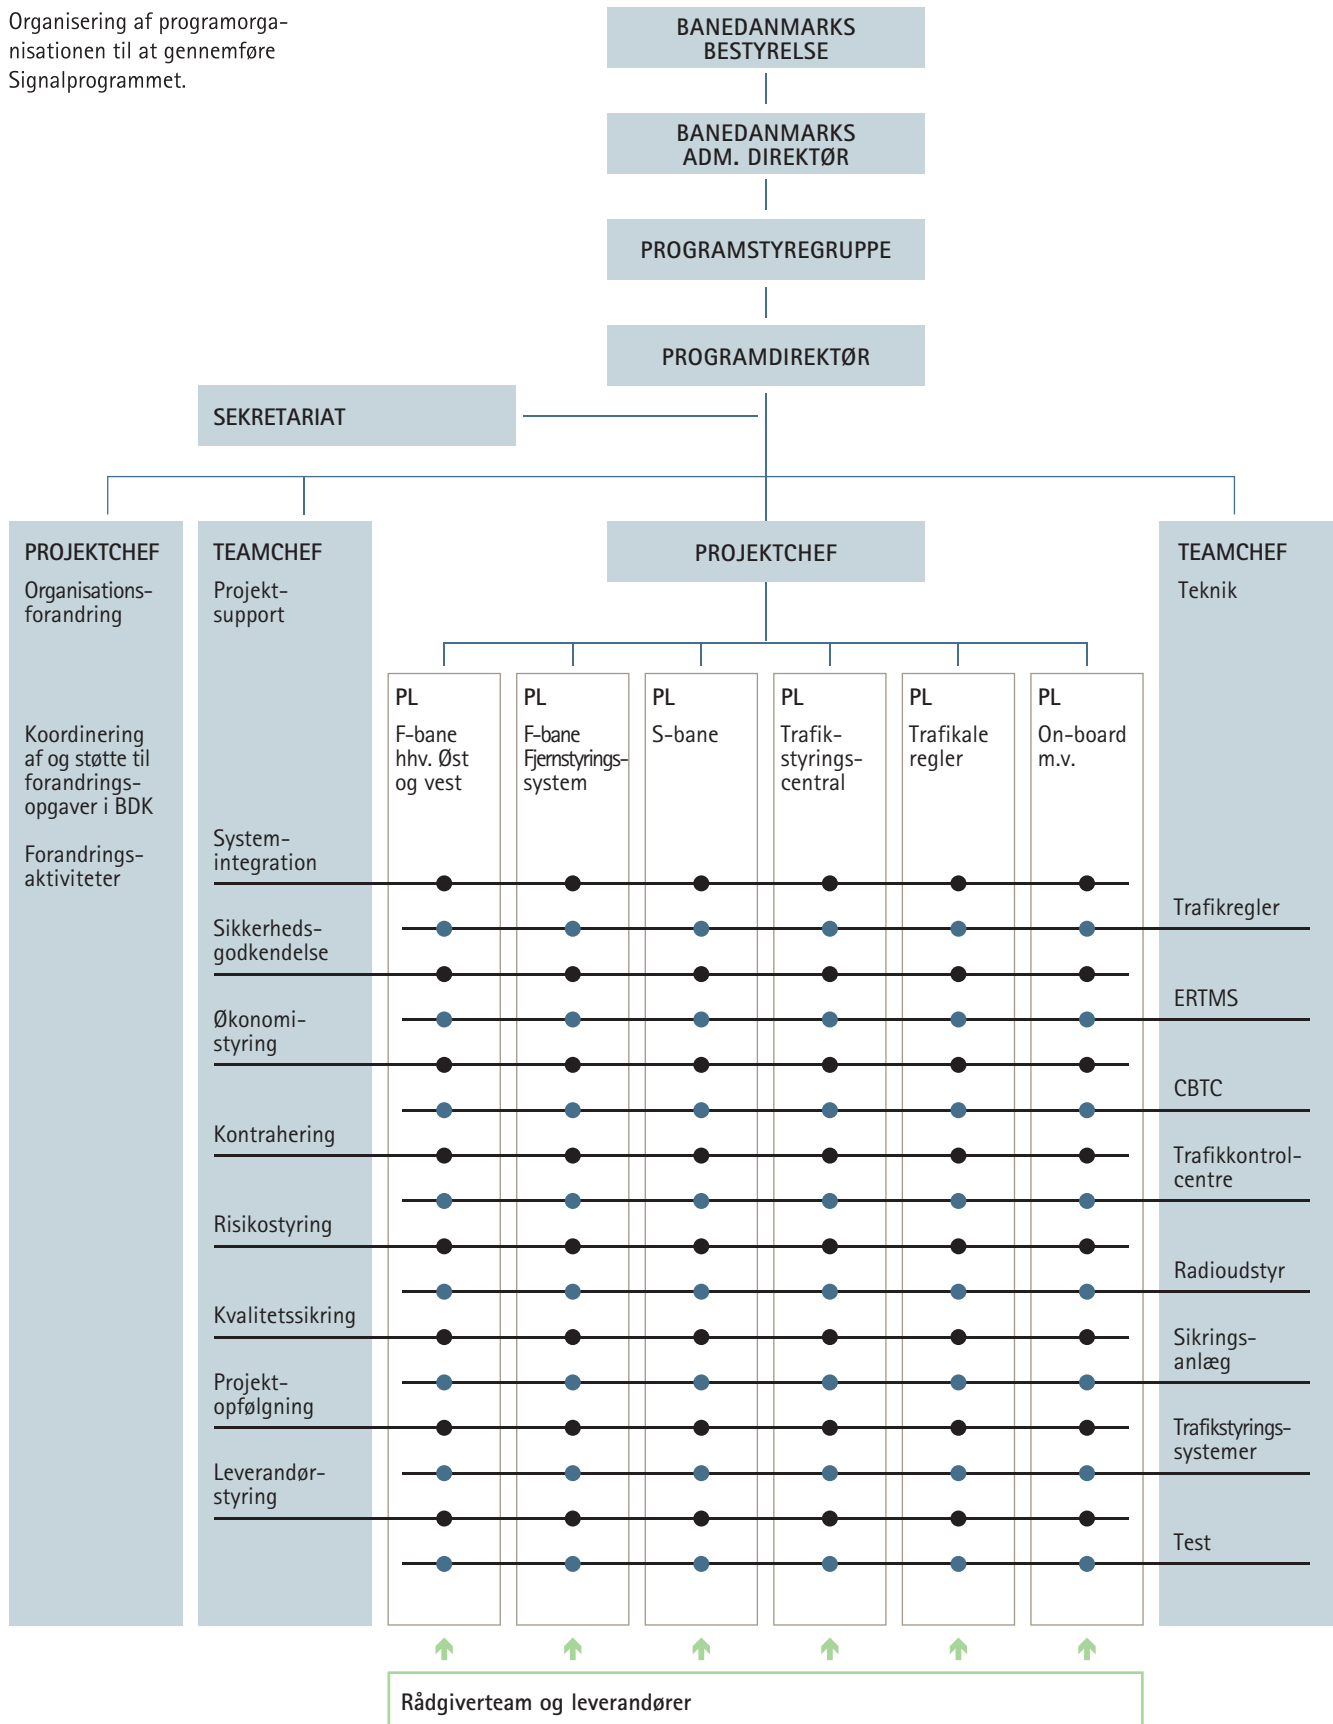 Organisering af programorga-
nisationen til at gennemføre
Signalprogrammet.
BANEDANMARKS
BESTYRELSE
BANEDANMARKS
ADM. DIREKTØR
PROGRAMSTYREGRUPPE
PROGRAMDIREKTØR
SEKRETARIAT
PROJEKTCHEF
Organisations-
forandring
Koordinering
af og støtte til
forandrings-
opgaver i BDK
Forandrings-
aktiviteter
TEAMCHEF
Projekt-
support
System-
integration
Sikkerheds-
godkendelse
Økonomi-
styring
Kontrahering
Risikostyring
Kvalitetssikring
Projekt-
opfølgning
Leverandør-
styring
PROJEKTCHEF
PL
F-bane
hhv. Øst
og vest
PL
F-bane
Fjernstyrings-
system
PL
S-bane
PL
Trafik-
styrings-
central
PL
Trafikale
regler
PL
On-board
m.v.
TEAMCHEF
Teknik
Trafikregler
ERTMS
CBTC
Trafikkontrol-
centre
Radioudstyr
Sikrings-
anlæg
Trafikstyrings-
systemer
Test
Rådgiverteam og leverandører